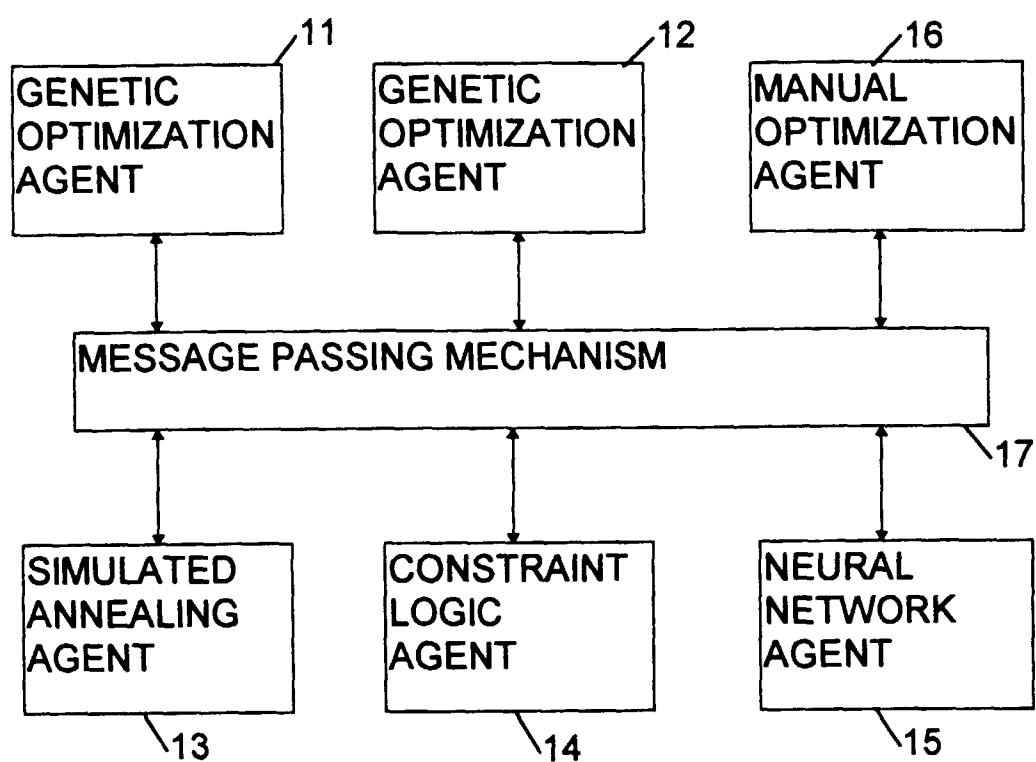 11
GENETIC
OPTIMIZATION
AGENT
12
GENETIC
OPTIMIZATION
AGENT
16
MANUAL
OPTIMIZATION
AGENT
MESSAGE PASSING MECHANISM
17
SIMULATED
ANNEALING
AGENT
13
CONSTRAINT
LOGIC
AGENT
14
NEURAL
NETWORK
AGENT
15